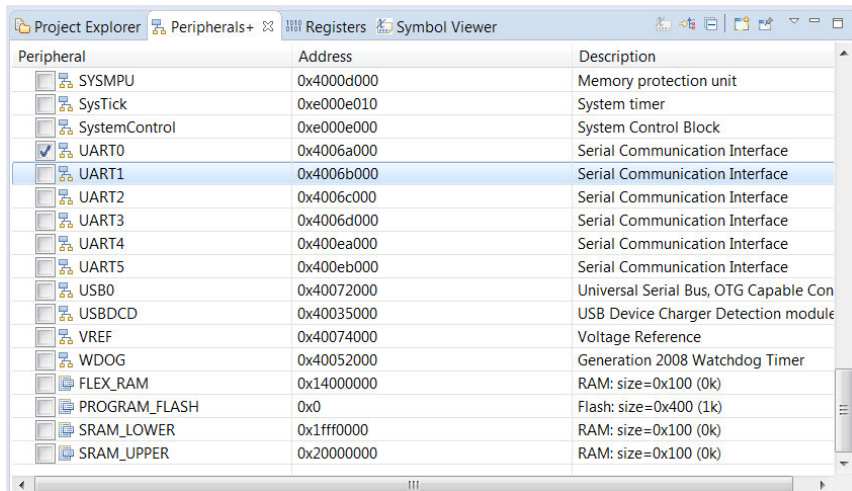 Project Explorer Peripherals+ Registers Symbol Viewer
Peripheral Address Description
SYSMPU 0x4000d000 Memory protection unit
SysTick 0xe000e010 System timer
SystemControl 0xe000e000 System Control Block
UART0 0x4006a000 Serial Communication Interface
UART1 0x4006b000 Serial Communication Interface
UART2 0x4006c000 Serial Communication Interface
UART3 0x4006d000 Serial Communication Interface
UART4 0x400ea000 Serial Communication Interface
UART5 0x400eb000 Serial Communication Interface
USB0 0x40072000 Universal Serial Bus, OTG Capable Con
USBDCD 0x40035000 USB Device Charger Detection module
VREF 0x40074000 Voltage Reference
WDOG 0x40052000 Generation 2008 Watchdog Timer
FLEX_RAM 0x14000000 RAM: size=0x100 (0k)
PROGRAM_FLASH 0x0 Flash: size=0x400 (1k)
SRAM_LOWER 0x1fff0000 RAM: size=0x100 (0k)
SRAM_UPPER 0x20000000 RAM: size=0x100 (0k)